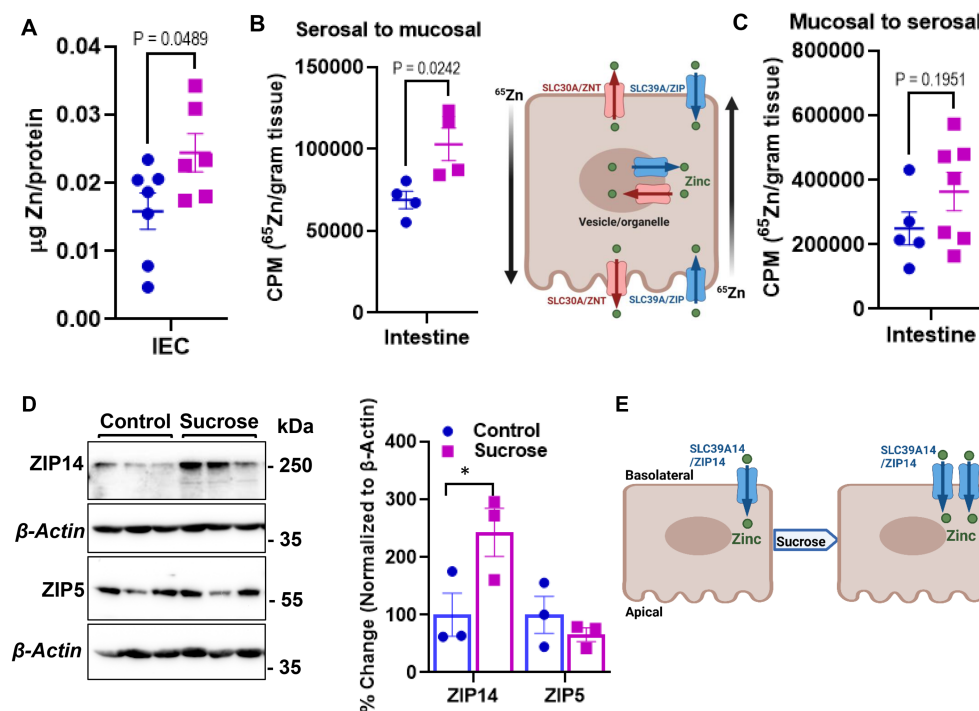 A
P = 0.0489
0.04
0.03
0.02
0.01
0.00
µg Zn/protein
IEC
B
Serosal to mucosal
P = 0.0242
150000
100000
50000
0
CPM (⁶⁵Zn/gram tissue)
Intestine
⁶⁵Zn
SLC30A/ZNT
SLC39A/ZIP
Zinc
Vesicle/organelle
SLC30A/ZNT
SLC39A/ZIP
⁶⁵Zn
C
Mucosal to serosal
P = 0.1951
800000
600000
400000
200000
0
CPM (⁶⁵Zn/gram tissue)
Intestine
D
Control
Sucrose
kDa
ZIP14
- 250
β-Actin
- 35
ZIP5
- 55
β-Actin
- 35
Control
Sucrose
*
400
300
200
100
0
% Change (Normalized to β-Actin)
ZIP14
ZIP5
E
SLC39A14
/ZIP14
Basolateral
Zinc
Apical
Sucrose
SLC39A14
/ZIP14
Zinc